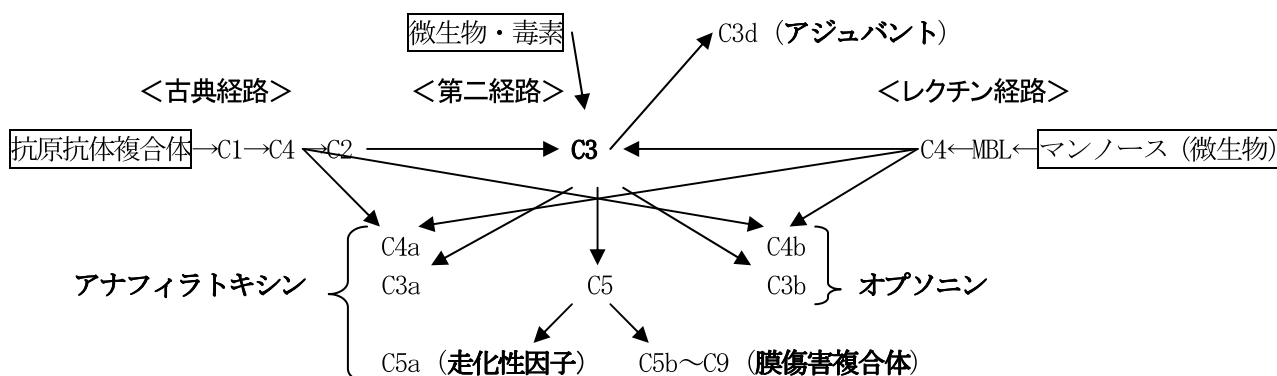 微生物・毒素
C3d（アジュバント）
＜古典経路＞
＜第二経路＞
＜レクチン経路＞
抗原抗体複合体→C1→C4→C2
C3
C4←MBL←マンノース（微生物）
C4a
C4b
アナフィラトキシン
C3a
C5
C3b
オプソニン
C5a（走化性因子）
C5b～C9（膜傷害複合体）